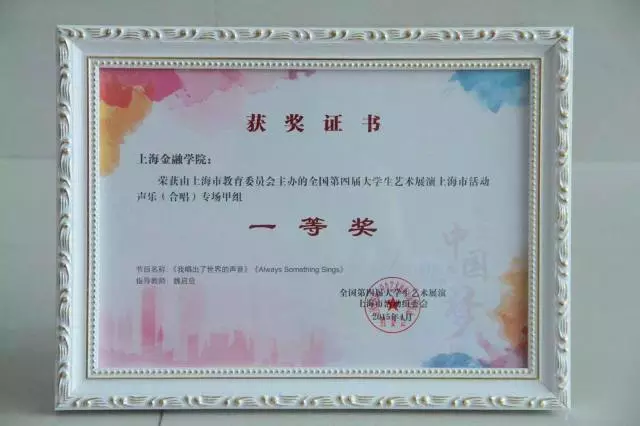 获奖证书
上海金融学院：
荣获由上海市教育委员会主办的全国第四届大学生艺术展演上海市活动
声乐（合唱）专场甲组
一等奖
节目名称：《我唱出了世界的声音》《Always Something Sings》
指导教师：魏启旦
中国梦
全国第四届大学生艺术展演
上海市活动组委会
2015年4月